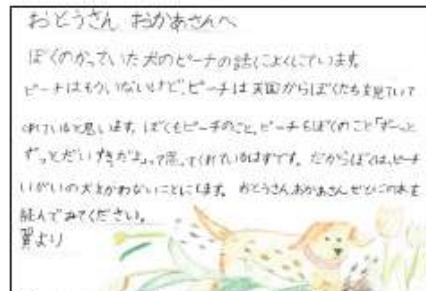 おとうさん おかあさんへ
ぼくのかっていた犬のピーチの話によくにています。
ピーチはもういないけど、ピーチは天国からぼくたちを見ていて
くれていると思います。ぼくもピーチのこと、ピーチもぼくのこと「ずーっと
ずっとだいすきだよ」って思ってくれているはずです。だからぼくは、ピーチ
いがいの犬をかわないことにします。おとうさんおかあさんぜひこの本を
読んでみてください。
翼より